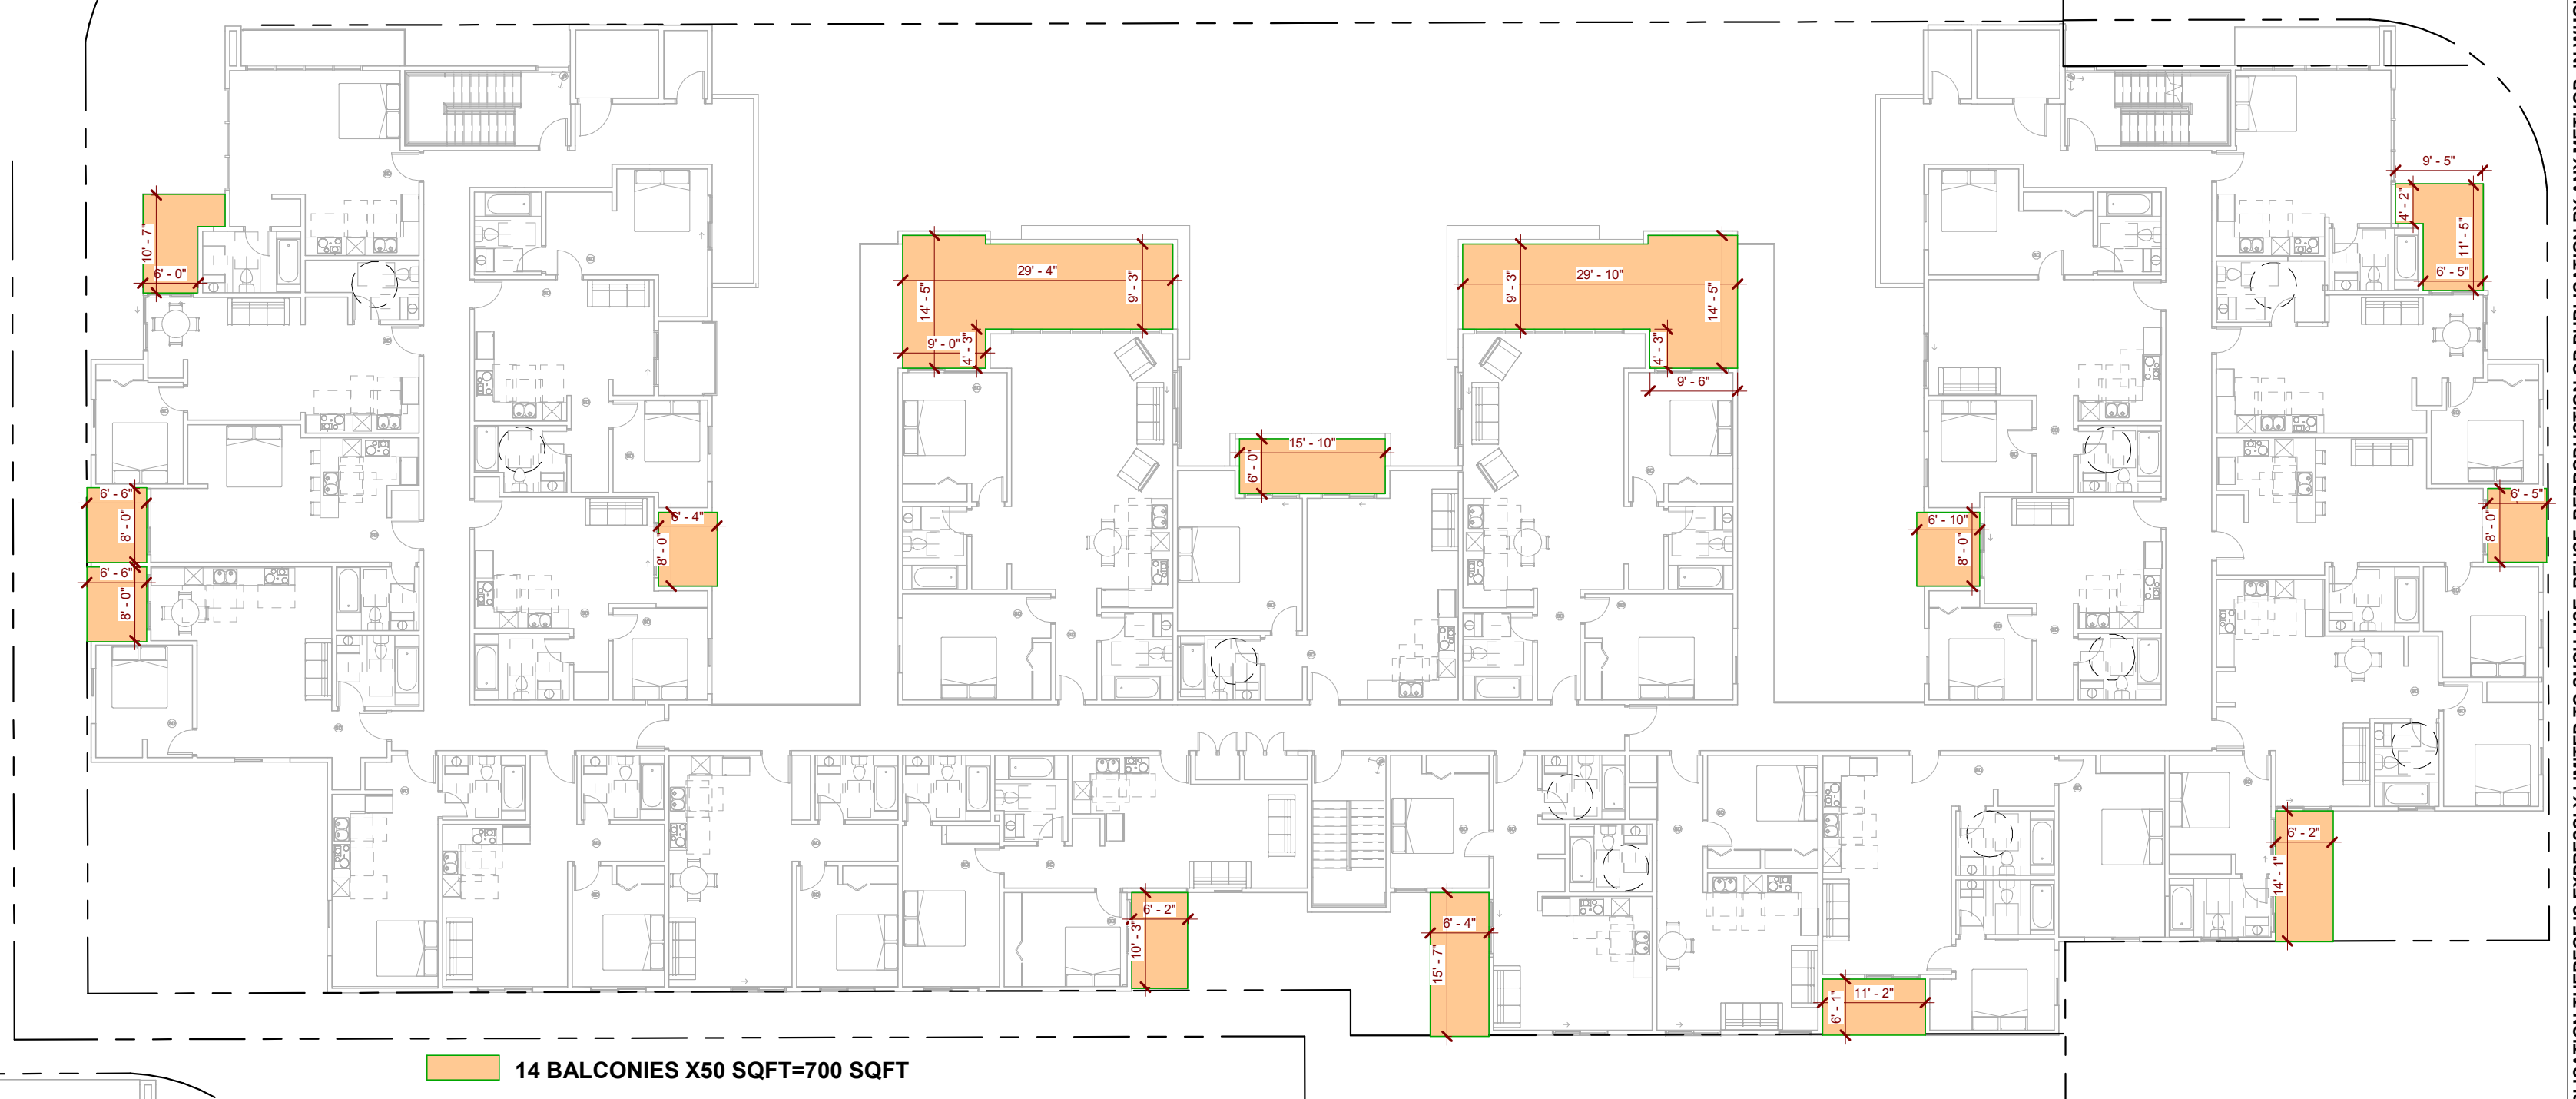 9' - 5"
4' - 2"
11' - 5"
6' - 5"
10' - 7"
6' - 0"
29' - 4"
14' - 5"
9' - 3"
9' - 0"
4' - 3"
9' - 3"
29' - 10"
14' - 5"
4' - 3"
9' - 6"
15' - 10"
6' - 0"
6' - 6"
8' - 0"
6' - 6"
8' - 0"
6' - 4"
8' - 0"
6' - 10"
8' - 0"
6' - 5"
8' - 0"
6' - 2"
14' - 1"
6' - 2"
10' - 3"
6' - 4"
15' - 7"
11' - 2"
6' - 1"
14 BALCONIES X50 SQFT=700 SQFT